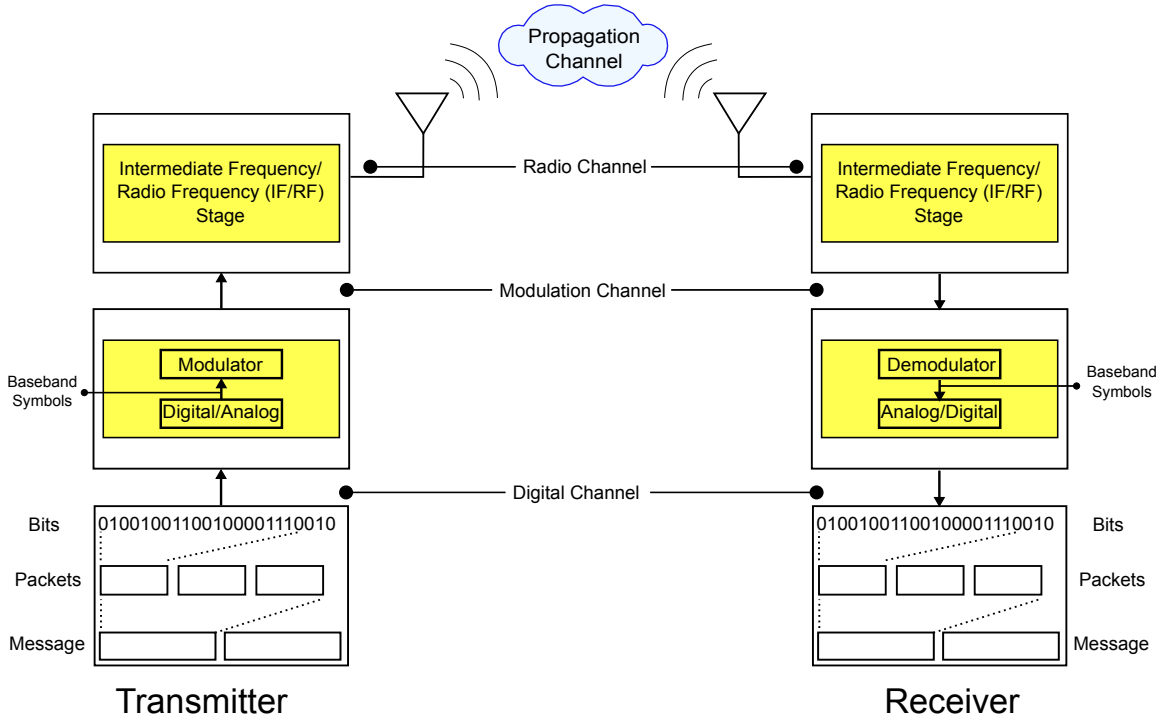 Propagation
Channel
Radio Channel
Intermediate Frequency/
Radio Frequency (IF/RF)
Stage
Intermediate Frequency/
Radio Frequency (IF/RF)
Stage
Modulation Channel
Modulator
Digital/Analog
Baseband
Symbols
Demodulator
Analog/Digital
Baseband
Symbols
Digital Channel
Bits
010010011001000001110010
Packets
Message
010010011001000001110010
Bits
Packets
Message
Transmitter
Receiver